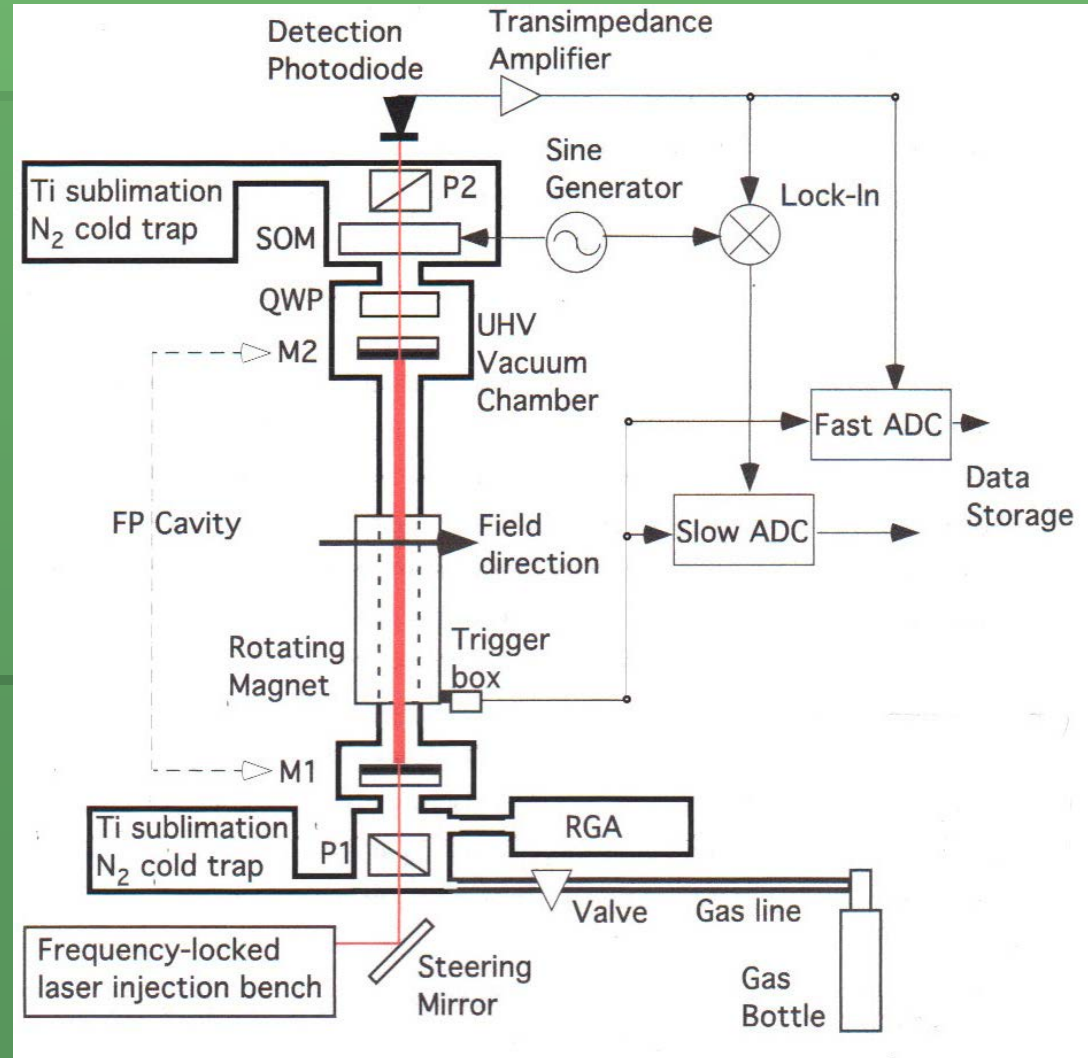 Detection
Photodiode
Transimpedance
Amplifier
Ti sublimation
N₂ cold trap
P2
SOM
Sine
Generator
Lock-In
QWP
M2
UHV
Vacuum
Chamber
Fast ADC
Data
Storage
FP Cavity
Field
direction
Slow ADC
Rotating
Magnet
Trigger
box
M1
Ti sublimation
N₂ cold trap
P1
RGA
Valve
Gas line
Frequency-locked
laser injection bench
Steering
Mirror
Gas
Bottle